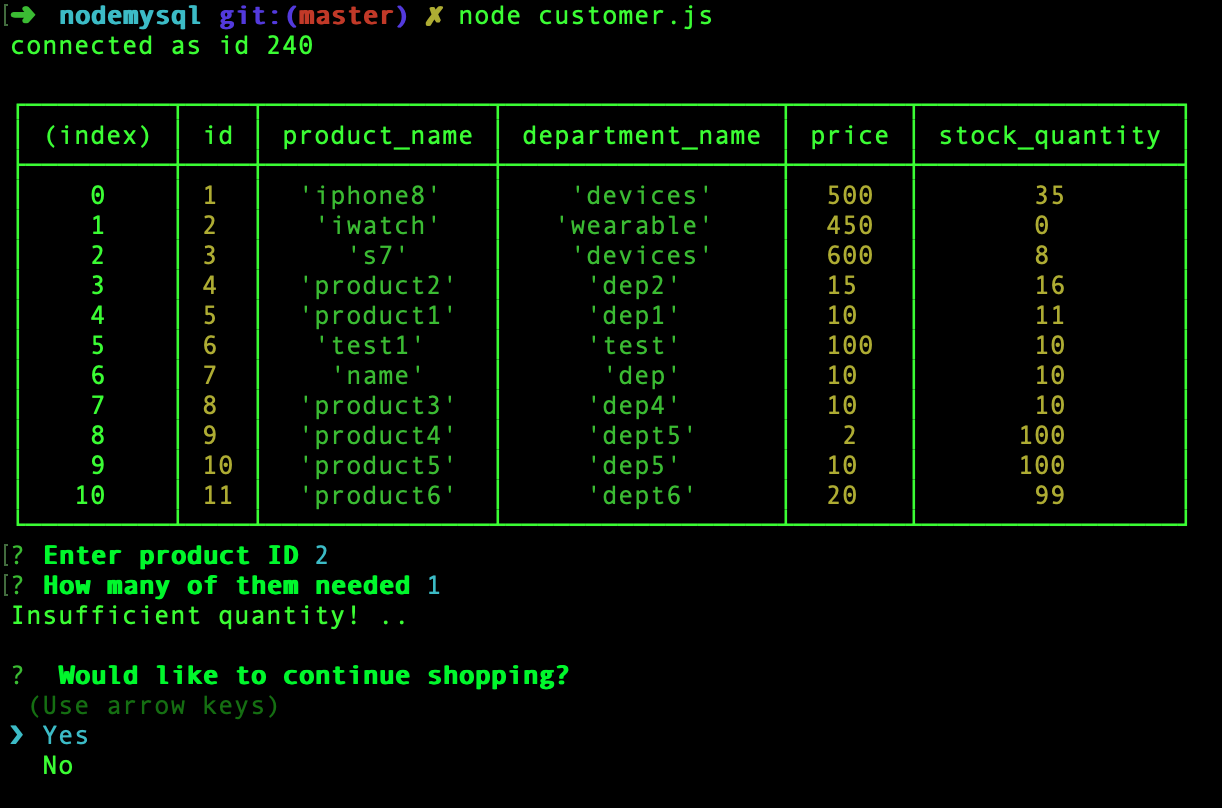 [➜ nodemysql git:(master) ✗ node customer.js
connected as id 240
(index) id product_name department_name price stock_quantity
0 1 'iphone8' 'devices' 500 35
1 2 'iwatch' 'wearable' 450 0
2 3 's7' 'devices' 600 8
3 4 'product2' 'dep2' 15 16
4 5 'product1' 'dep1' 10 11
5 6 'test1' 'test' 100 10
6 7 'name' 'dep' 10 10
7 8 'product3' 'dep4' 10 10
8 9 'product4' 'dept5' 2 100
9 10 'product5' 'dep5' 10 100
10 11 'product6' 'dept6' 20 99
[? Enter product ID 2
[? How many of them needed 1
Insufficient quantity! ..
? Would like to continue shopping?
(Use arrow keys)
❯ Yes
No